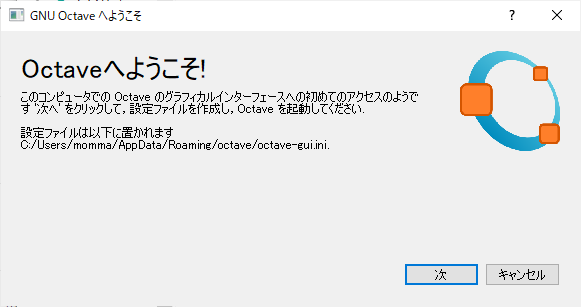 GNU Octave へようこそ
Octaveへようこそ!
このコンピュータでの Octave のグラフィカルインターフェースへの初めてのアクセスのようで
す '次へ' をクリックして, 設定ファイルを作成し, Octave を起動してください.
設定ファイルは以下に置かれます
C:/Users/momma/AppData/Roaming/octave/octave-gui.ini.
次
キャンセル